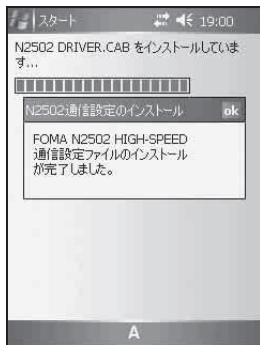 スタート 19:00
N2502 DRIVER.CAB をインストールしていま
す...
N2502通信設定のインストール ok
FOMA N2502 HIGH-SPEED
通信設定ファイルのインストール
が完了しました。
A